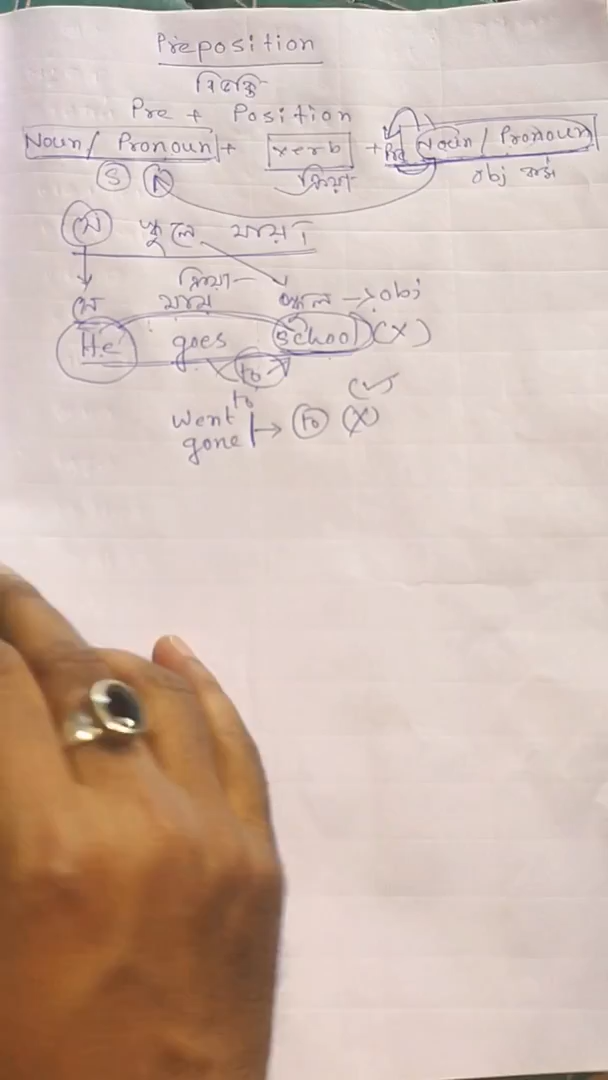 Preposition
বিভক্তি
Pre + Position
Noun / Pronoun + verb + Pre Noun / Pronoun
S N ক্রিয়া obj কর্ম
সে স্কুলে যায়।
ক্রিয়া
সে যায় স্কুল → obj
He goes school (X)
to
to
went
gone → to (X)